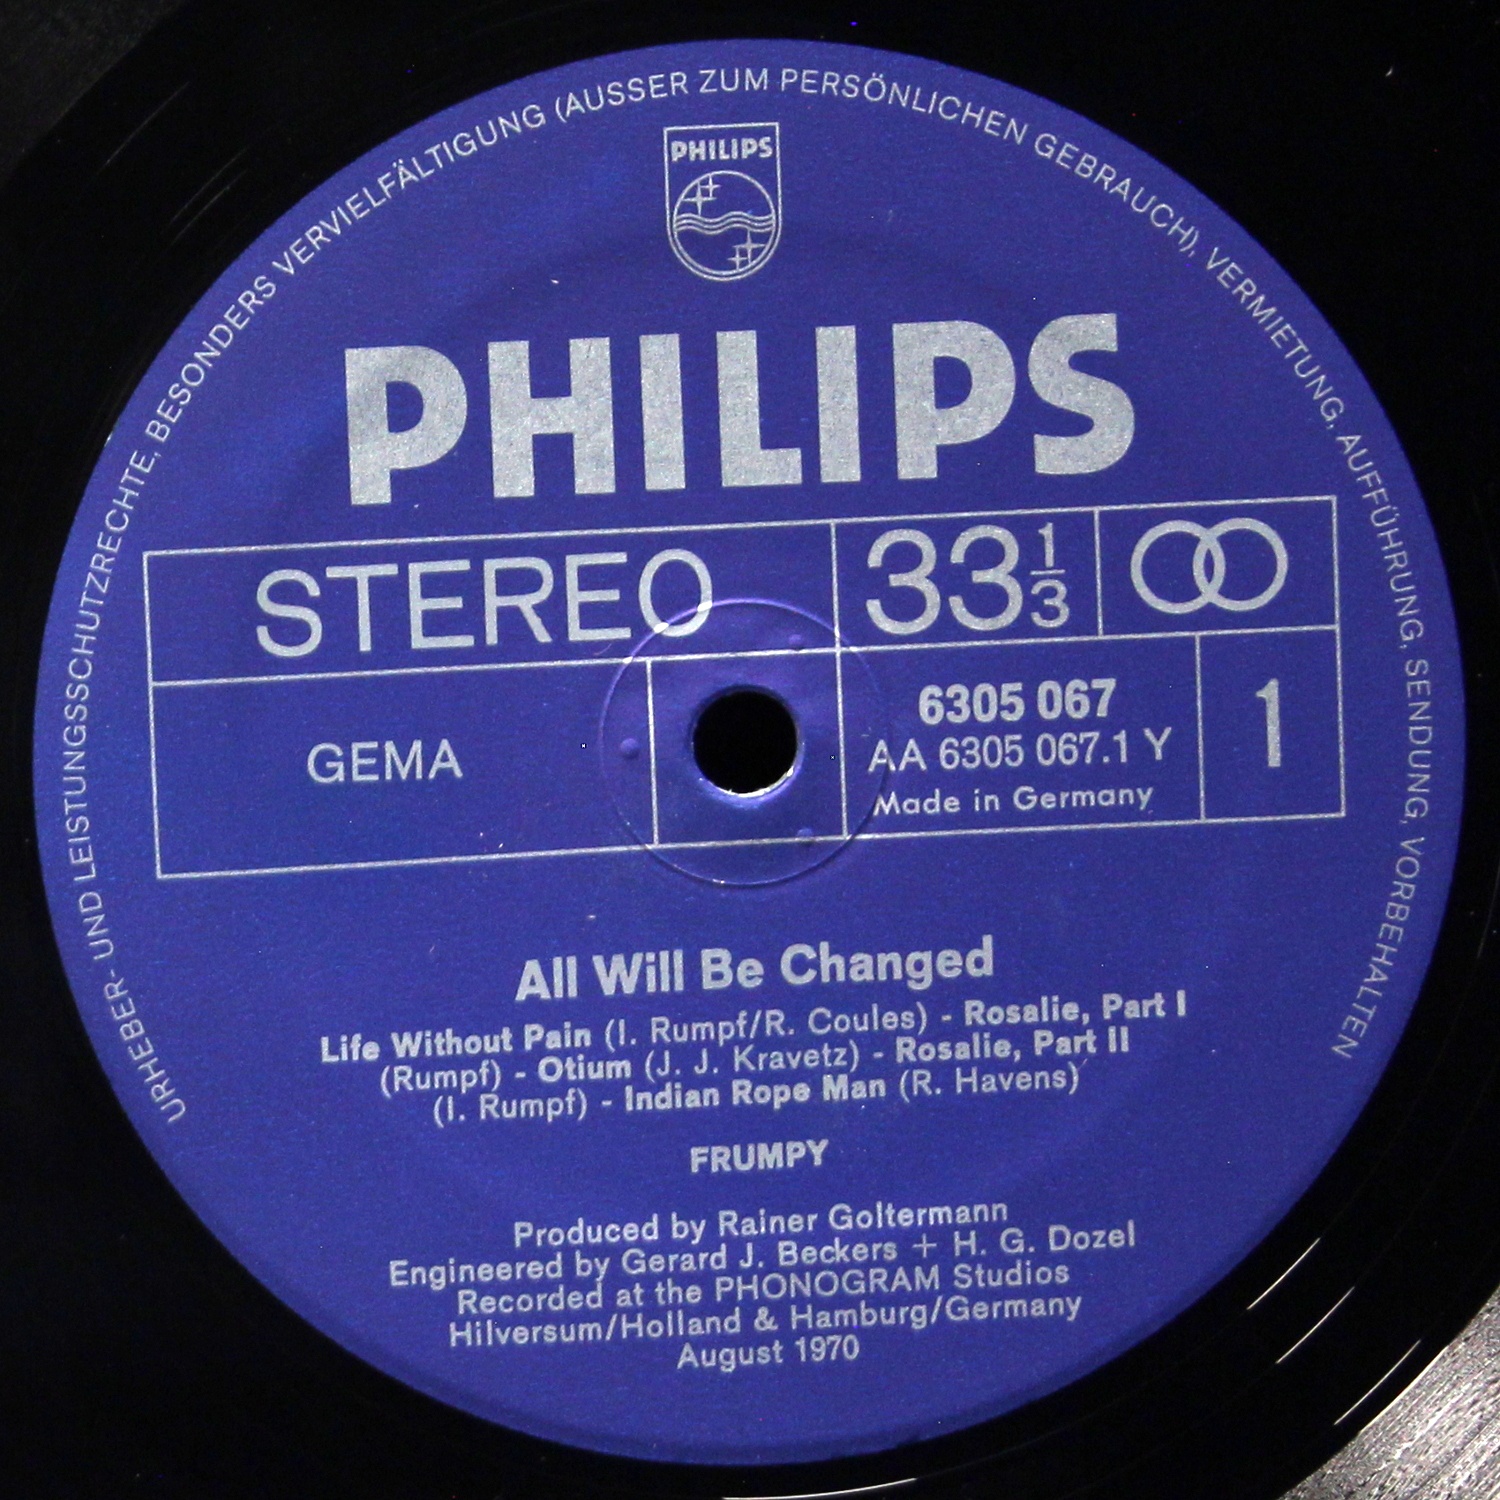 URHEBER- UND LEISTUNGSSCHUTZRECHTE, BESONDERS VERVIELFÄLTIGUNG (AUSSER ZUM PERSÖNLICHEN GEBRAUCH), VERMIETUNG, AUFFÜHRUNG, SENDUNG, VORBEHALTEN
PHILIPS
PHILIPS
STEREO 33 1/3
GEMA
6305 067
AA 6305 067.1 Y
Made in Germany
1
All Will Be Changed
Life Without Pain (I. Rumpf/R. Coules) - Rosalie, Part I
(Rumpf) - Otium (J. J. Kravetz) - Rosalie, Part II
(I. Rumpf) - Indian Rope Man (R. Havens)
FRUMPY
Produced by Rainer Goltermann
Engineered by Gerard J. Beckers + H. G. Dozel
Recorded at the PHONOGRAM Studios
Hilversum/Holland & Hamburg/Germany
August 1970